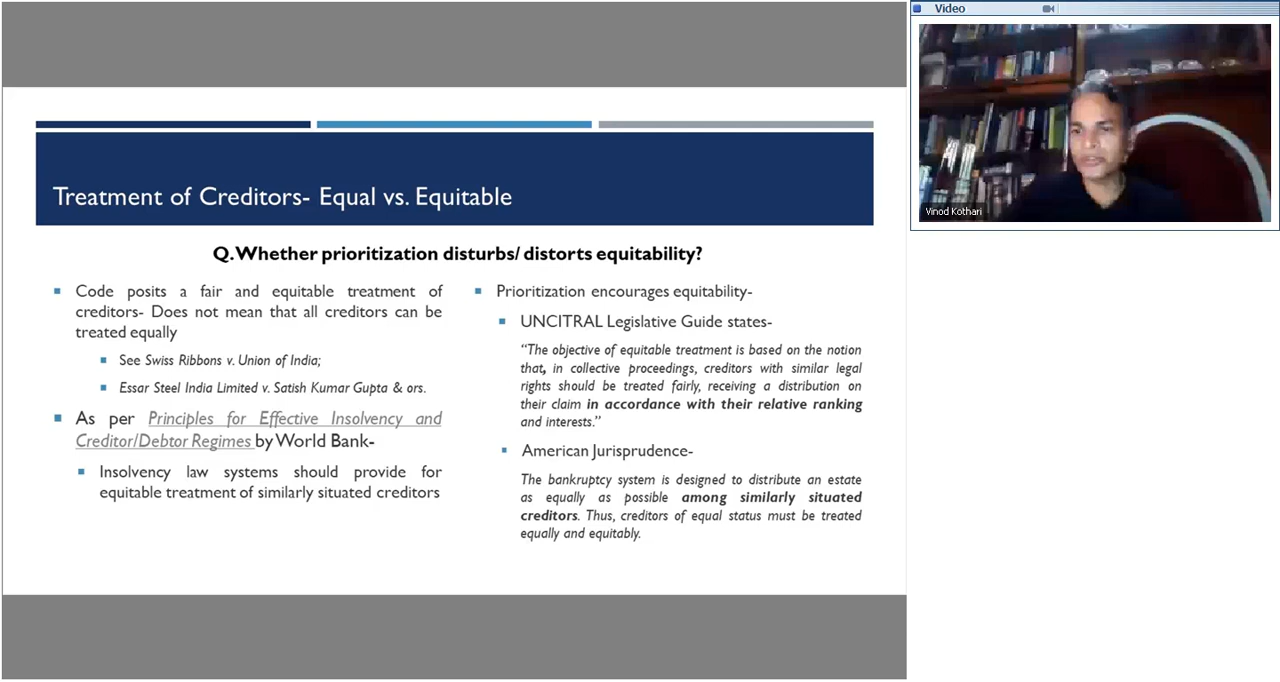 Video
Vinod Kothari
Treatment of Creditors- Equal vs. Equitable
Q. Whether prioritization disturbs/ distorts equitability?
Code posits a fair and equitable treatment of
creditors- Does not mean that all creditors can be
treated equally
See Swiss Ribbons v. Union of India;
Essar Steel India Limited v. Satish Kumar Gupta & ors.
As per Principles for Effective Insolvency and
Creditor/Debtor Regimes by World Bank-
Insolvency law systems should provide for
equitable treatment of similarly situated creditors
Prioritization encourages equitability-
UNCITRAL Legislative Guide states-
“The objective of equitable treatment is based on the notion
that, in collective proceedings, creditors with similar legal
rights should be treated fairly, receiving a distribution on
their claim in accordance with their relative ranking
and interests.”
American Jurisprudence-
The bankruptcy system is designed to distribute an estate
as equally as possible among similarly situated
creditors. Thus, creditors of equal status must be treated
equally and equitably.